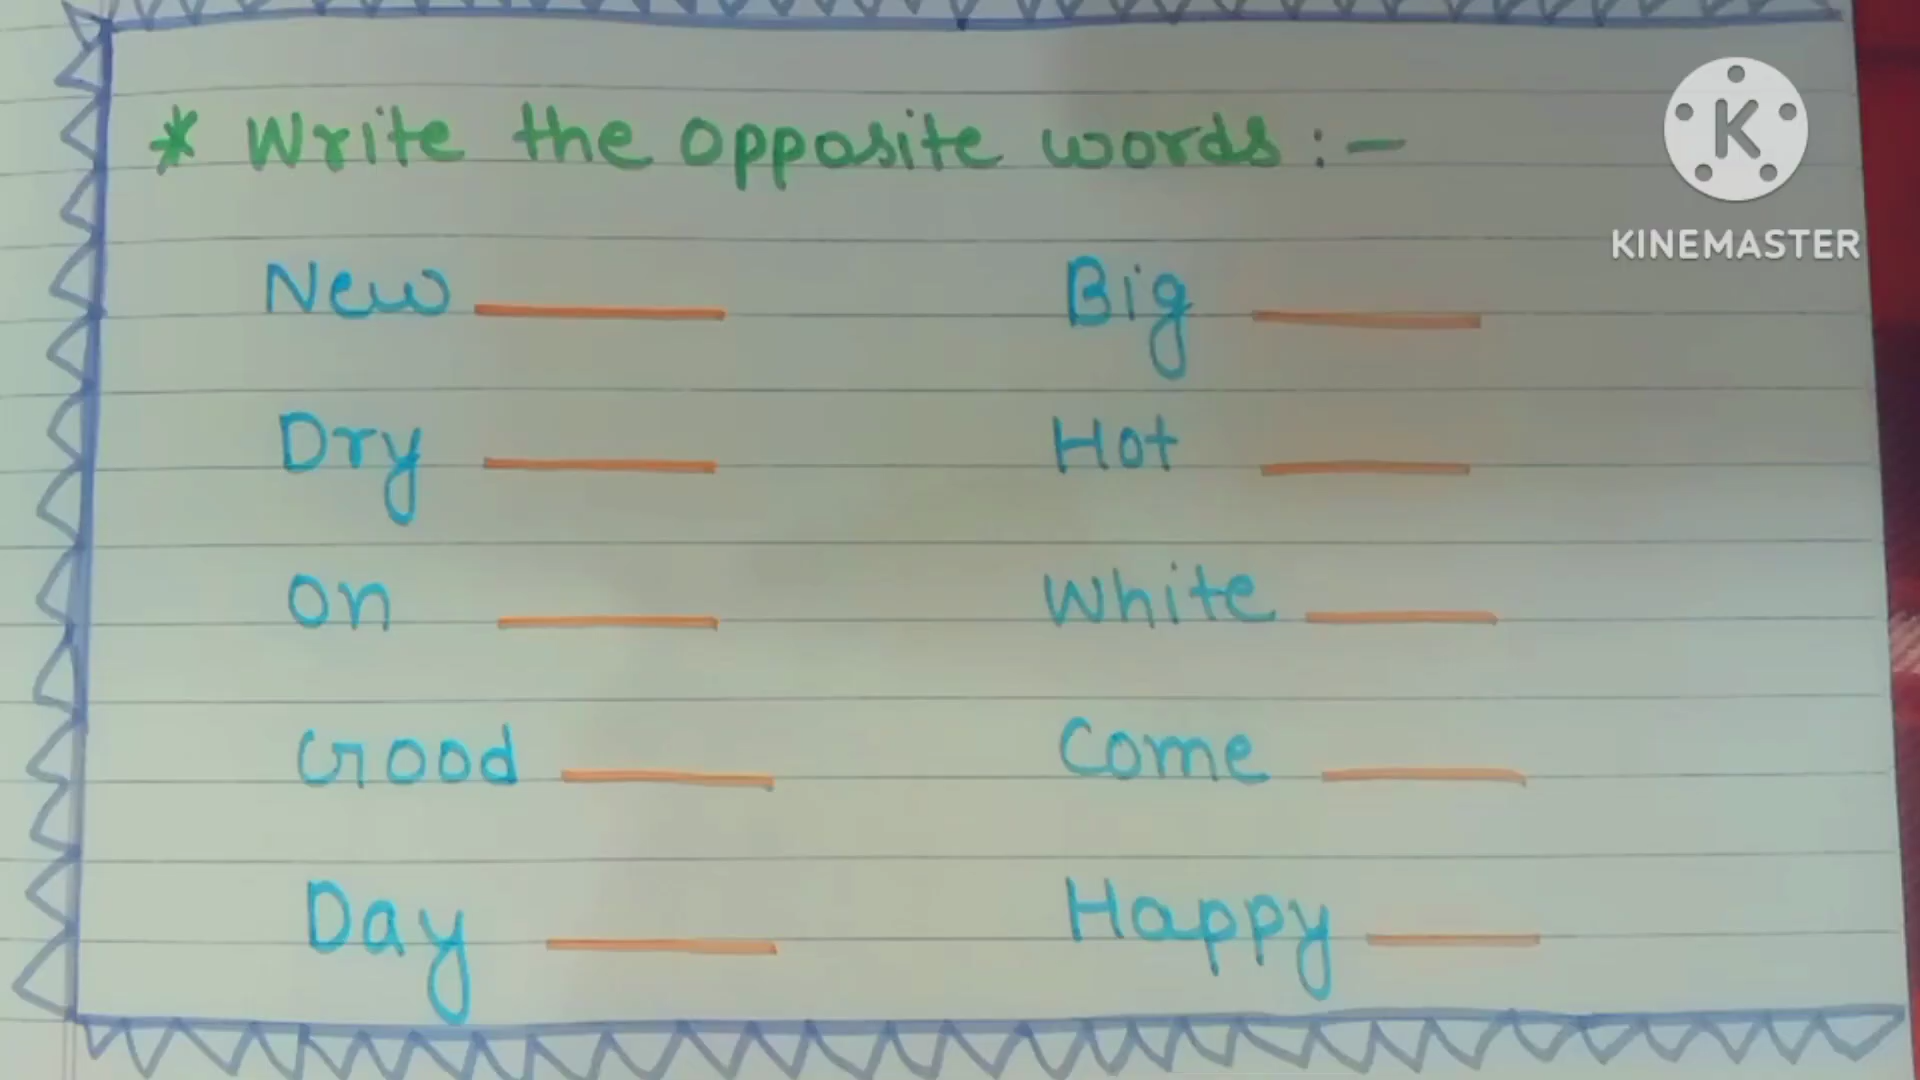 * Write the opposite words :-
KINEMASTER
New Big
Dry Hot
On White
Good Come
Day Happy